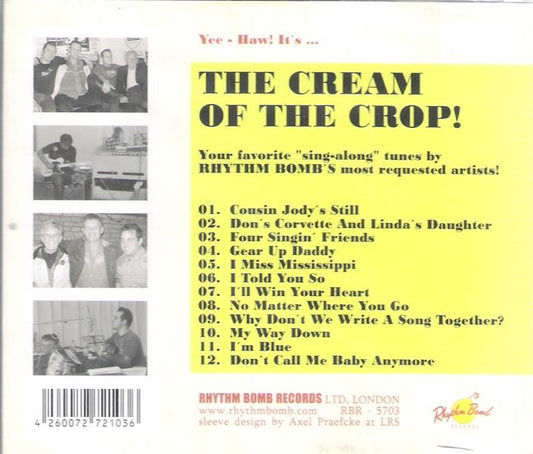 Yee - Haw! It´s ...
THE CREAM
OF THE CROP!
Your favorite "sing-along" tunes by
RHYTHM BOMB´S most requested artists!
01. Cousin Jody´s Still
02. Don´s Corvette And Linda´s Daughter
03. Four Singin´ Friends
04. Gear Up Daddy
05. I Miss Mississippi
06. I Told You So
07. I´ll Win Your Heart
08. No Matter Where You Go
09. Why Don´t We Write A Song Together?
10. My Way Down
11. I´m Blue
12. Don´t Call Me Baby Anymore
4 260072 721036
RHYTHM BOMB RECORDS LTD, LONDON
www.rhythmbomb.com RBR - 5703
sleeve design by Axel Praefcke at LRS
Rhythm Bomb
RECORDS